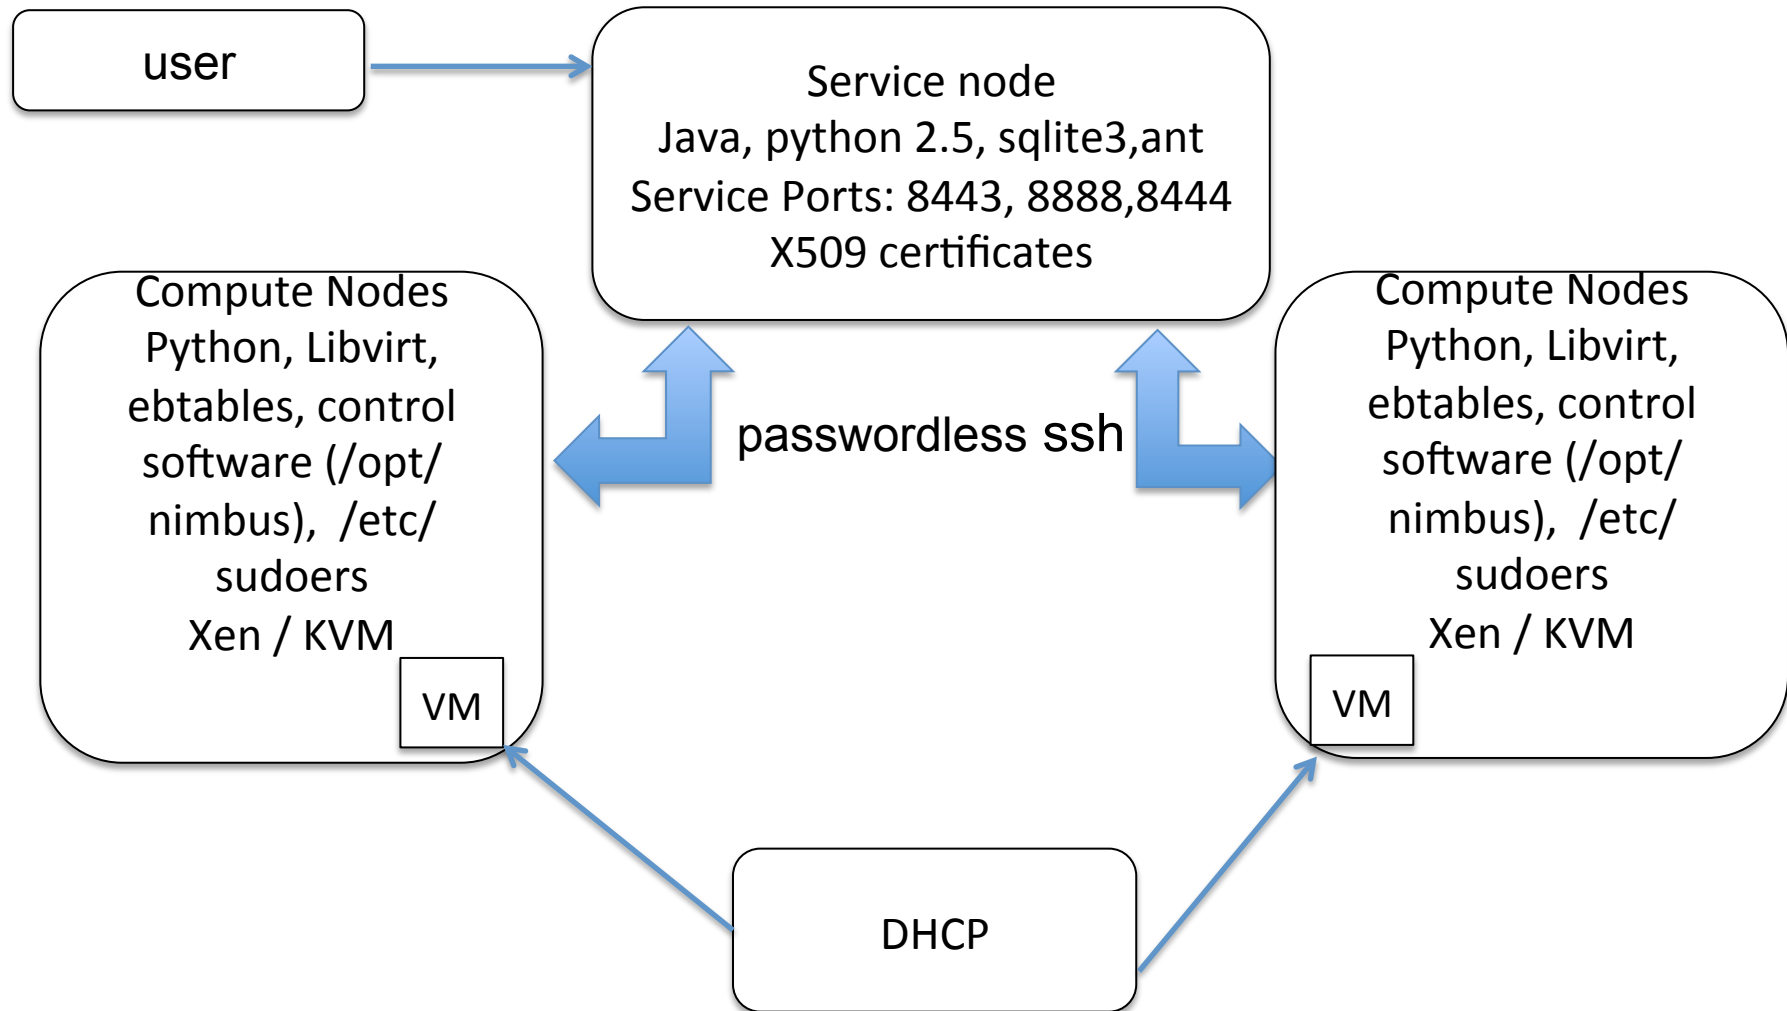 user
Service node
Java, python 2.5, sqlite3,ant
Service Ports: 8443, 8888,8444
X509 certificates
Compute Nodes
Python, Libvirt,
ebtables, control
software (/opt/
nimbus), /etc/
sudoers
Xen / KVM
VM
passwordless ssh
Compute Nodes
Python, Libvirt,
ebtables, control
software (/opt/
nimbus), /etc/
sudoers
Xen / KVM
VM
DHCP